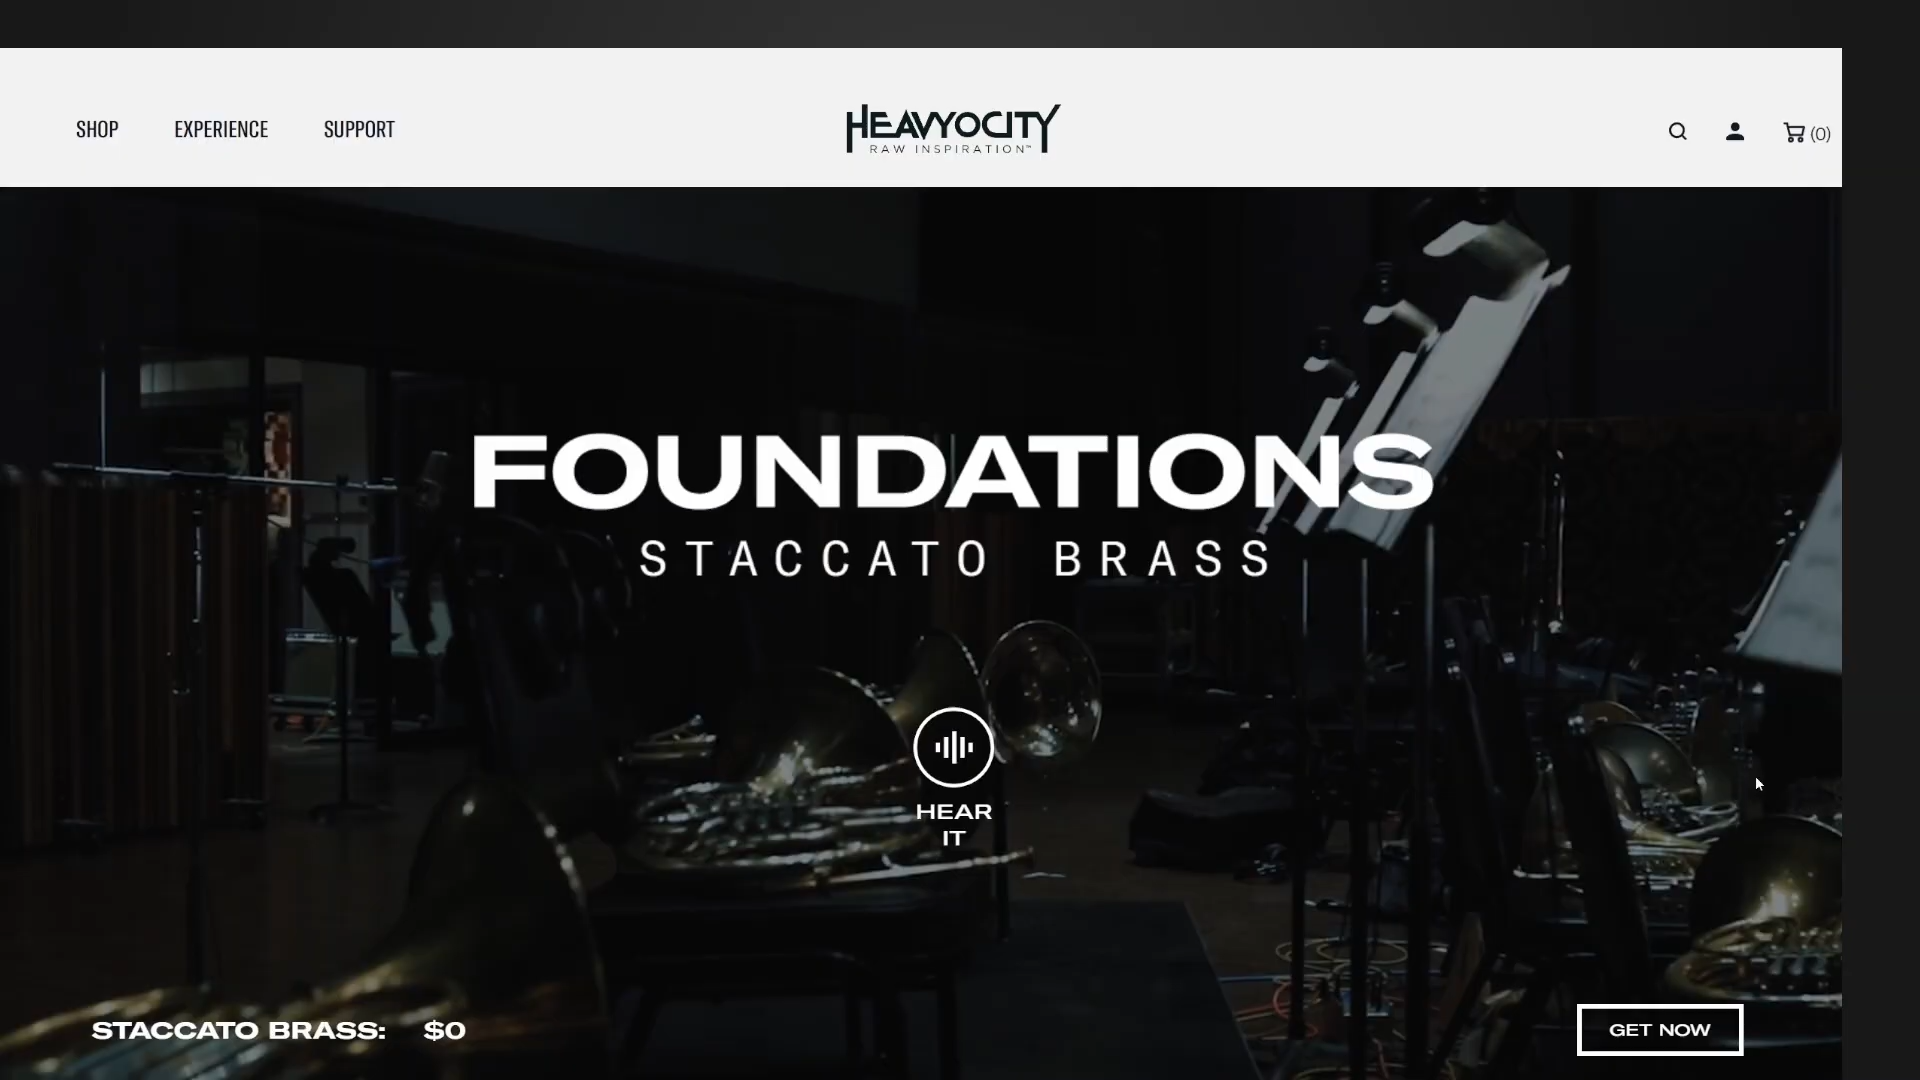 SHOP EXPERIENCE SUPPORT
HEAVYOCITY
RAW INSPIRATION™
(0)
FOUNDATIONS
STACCATO BRASS
HEAR
IT
STACCATO BRASS: $0
GET NOW